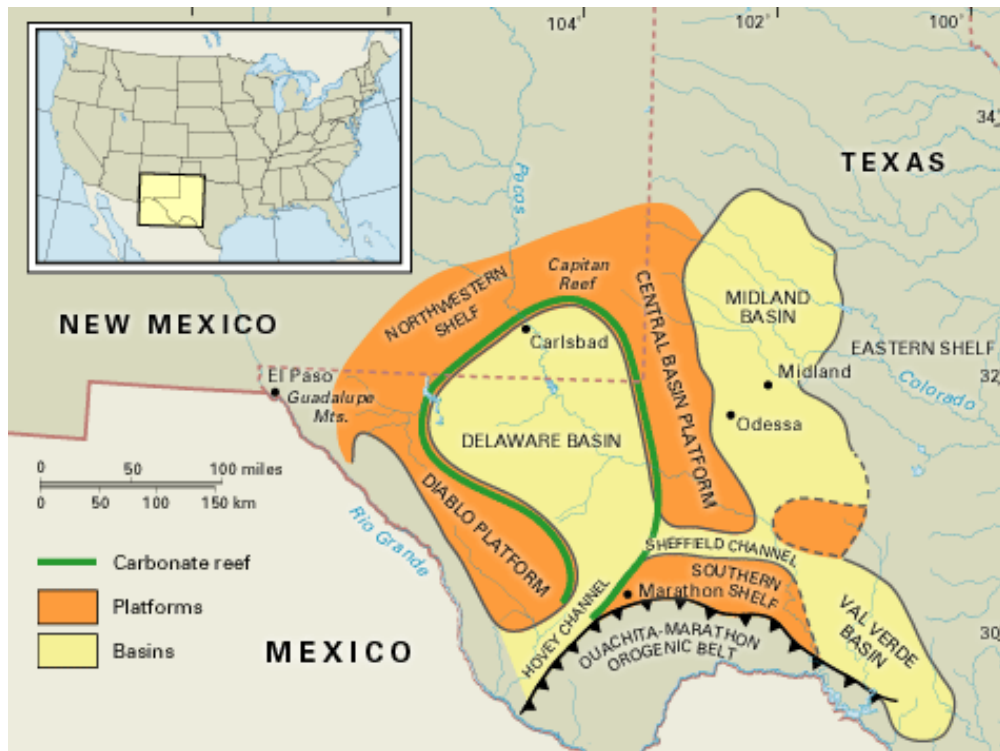 104°
102°
100°
34°
TEXAS
Pecos
NORTHWESTERN
SHELF
Capitan
Reef
CENTRAL BASIN PLATFORM
MIDLAND
BASIN
NEW MEXICO
Carlsbad
EASTERN SHELF
El Paso
Guadalupe
Mts.
Midland
32
Colorado
Odessa
DELAWARE BASIN
0 50 100 miles
0 50 100 150 km
DIABLO PLATFORM
Rio Grande
SHEFFIELD CHANNEL
Carbonate reef
Platforms
Basins
SOUTHERN
Marathon SHELF
HOVEY CHANNEL
OUACHITA-MARATHON
OROGENIC BELT
VAL VERDE
BASIN
30
MEXICO